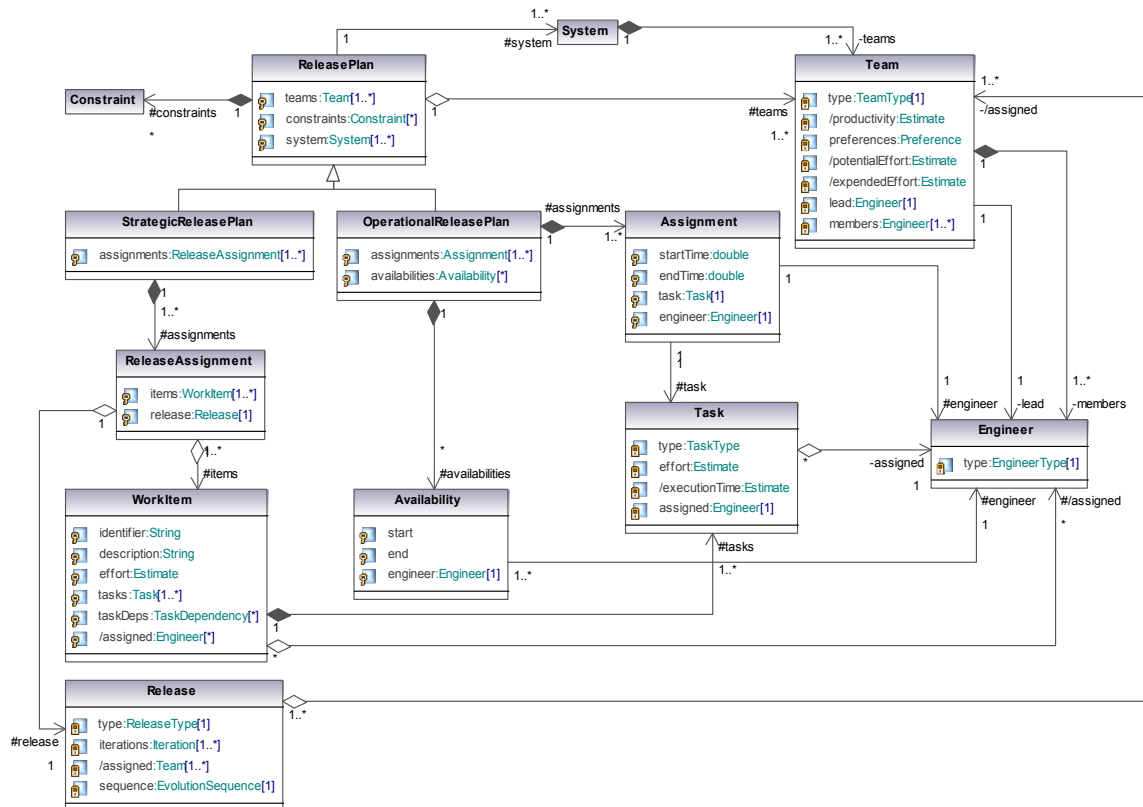 1..*
1
#system
System
1
1..*
-teams
ReleasePlan
teams:Team[1..*]
constraints:Constraint[*]
system:System[1..*]
Constraint
#constraints
*
1
1
#teams
1..*
Team
type:TeamType[1]
/productivity:Estimate
preferences:Preference
/potentialEffort:Estimate
/expendedEffort:Estimate
lead:Engineer[1]
members:Engineer[1..*]
1..*
-/assigned
1
1
StrategicReleasePlan
assignments:ReleaseAssignment[1..*]
1
1..*
#assignments
OperationalReleasePlan
assignments:Assignment[1..*]
availabilities:Availability[*]
#assignments
1
1..*
1
Assignment
startTime:double
endTime:double
task:Task[1]
engineer:Engineer[1]
1
1
1
#task
ReleaseAssignment
items:WorkItem[1..*]
release:Release[1]
1
1..*
#items
Task
type:TaskType
effort:Estimate
/executionTime:Estimate
assigned:Engineer[1]
*
-assigned
1
1
#engineer
1
-lead
1..*
-members
Engineer
type:EngineerType[1]
#engineer
1
#/assigned
*
WorkItem
identifier:String
description:String
effort:Estimate
tasks:Task[1..*]
taskDeps:TaskDependency[*]
/assigned:Engineer[*]
*
#availabilities
Availability
start
end
engineer:Engineer[1]
1..*
#tasks
1..*
1
*
Release
type:ReleaseType[1]
iterations:Iteration[1..*]
/assigned:Team[1..*]
sequence:EvolutionSequence[1]
1..*
#release
1